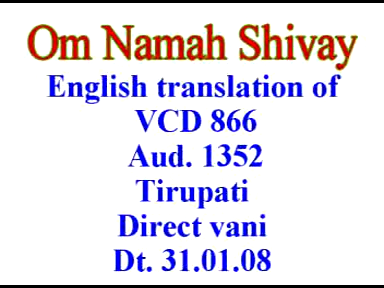 Om Namah Shivay
English translation of
VCD 866
Aud. 1352
Tirupati
Direct vani
Dt. 31.01.08